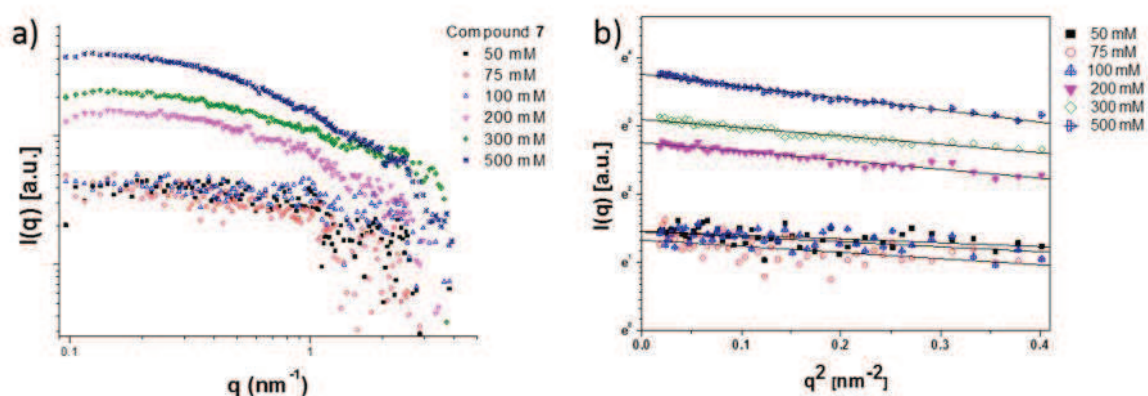 a)
I(q) [a.u.]
Compound 7
50 mM
75 mM
100 mM
200 mM
300 mM
500 mM
0.1
1
q (nm⁻¹)
b)
I(q) [a.u.]
0.0
0.1
0.2
0.3
0.4
q² [nm-2]
50 mM
75 mM
100 mM
200 mM
300 mM
500 mM